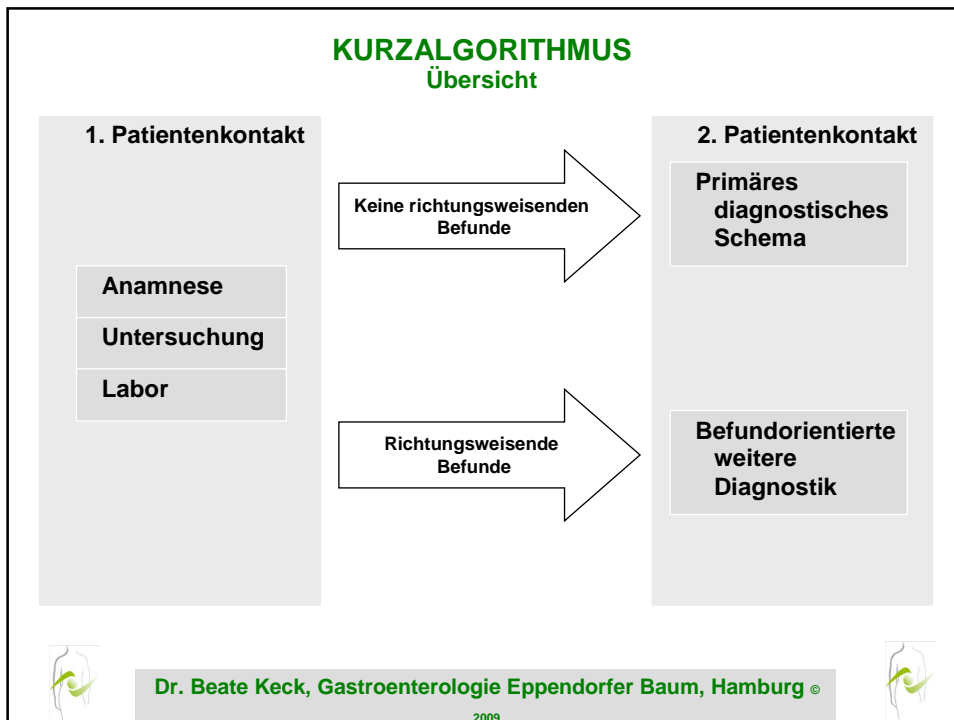 KURZALGORITHMUS
Übersicht
1. Patientenkontakt
Anamnese
Untersuchung
Labor
Keine richtungsweisenden
Befunde
Richtungsweisende
Befunde
2. Patientenkontakt
Primäres
diagnostisches
Schema
Befundorientierte
weitere
Diagnostik
Dr. Beate Keck, Gastroenterologie Eppendorfer Baum, Hamburg ©
2009